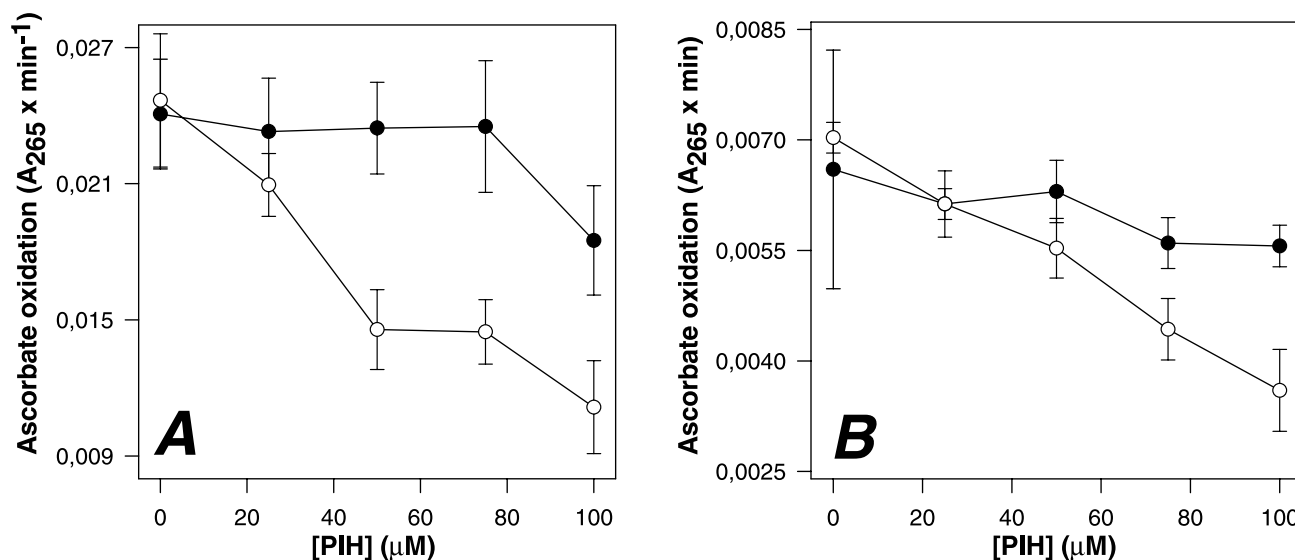 Ascorbate oxidation (A265 x min-1)
0,027
0,021
0,015
0,009
A
0 20 40 60 80 100
[PIH] (μM)
Ascorbate oxidation (A265 x min)
0,0085
0,0070
0,0055
0,0040
0,0025
B
0 20 40 60 80 100
[PIH] (μM)